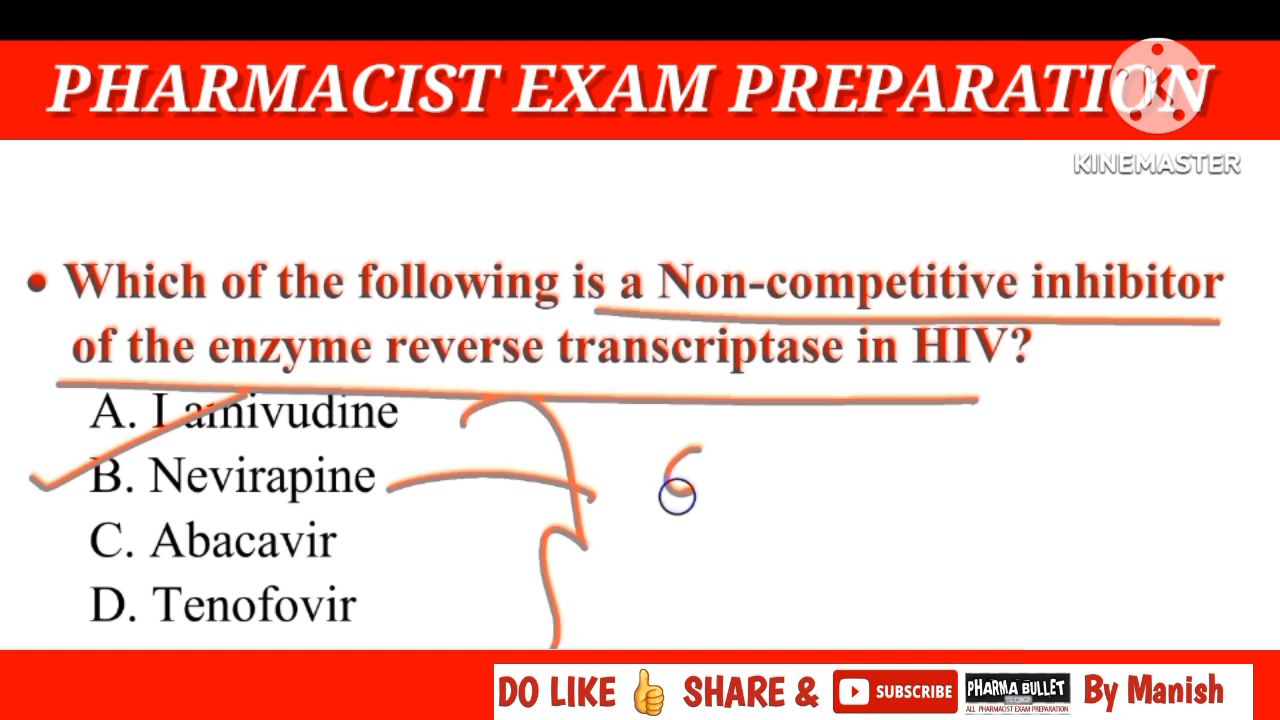 PHARMACIST EXAM PREPARATION
KINEMASTER
• Which of the following is a Non-competitive inhibitor
of the enzyme reverse transcriptase in HIV?
A. Lamivudine
B. Nevirapine
C. Abacavir
D. Tenofovir
DO LIKE SHARE & SUBSCRIBE PHARMA BULLET By Manish
ALL PHARMACIST EXAM PREPARATION